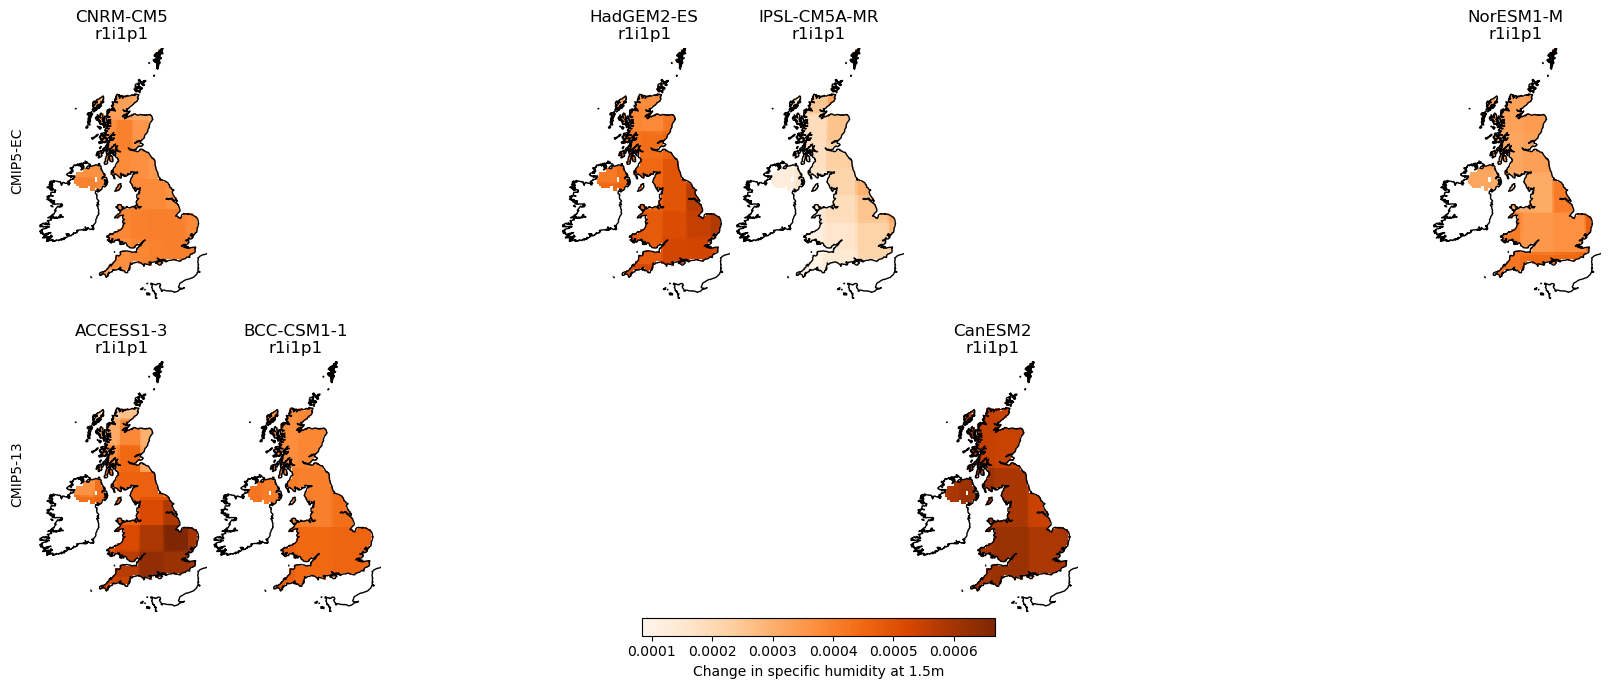 CNRM-CM5
r1i1p1
HadGEM2-ES
r1i1p1
IPSL-CM5A-MR
r1i1p1
NorESM1-M
r1i1p1
CMIP5-EC
ACCESS1-3
r1i1p1
BCC-CSM1-1
r1i1p1
CanESM2
r1i1p1
CMIP5-13
0.0001 0.0002 0.0003 0.0004 0.0005 0.0006
Change in specific humidity at 1.5m